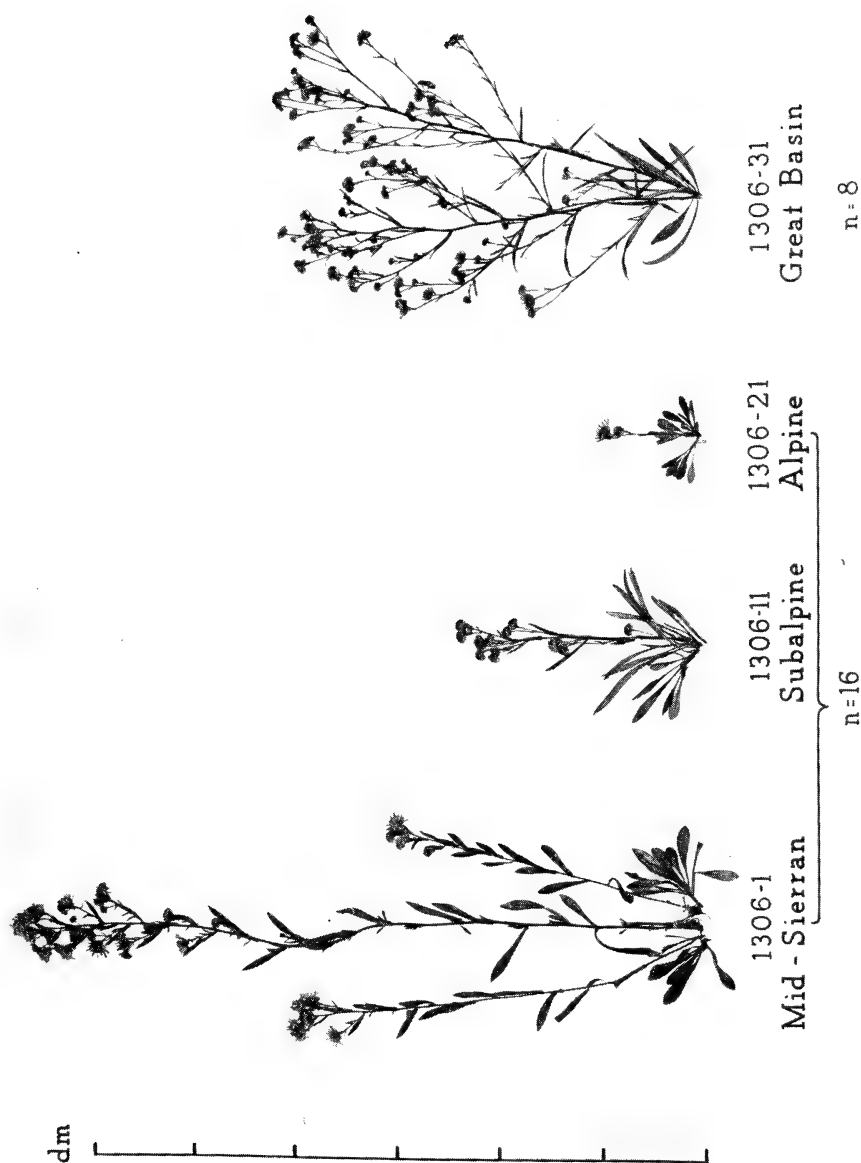 dm
1306-1
Mid - Sierran
1306-11
Subalpine
1306-21
Alpine
n=16
1306-31
Great Basin
n=8